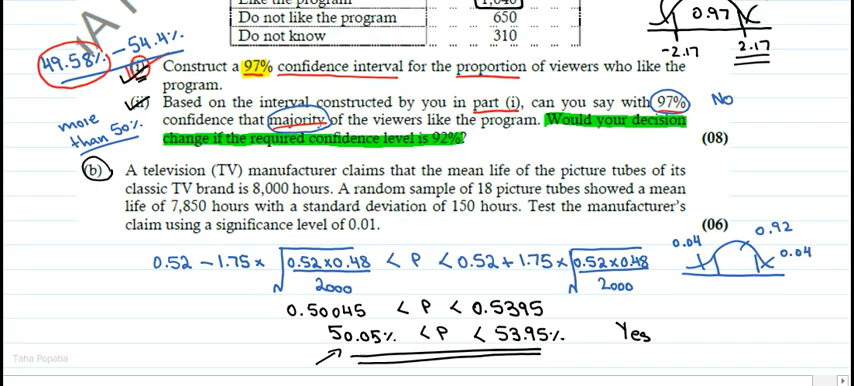 Like the program 1,040
Do not like the program 650
Do not know 310
0.97
-2.17 2.17
49.58% - 54.4%
(i) Construct a 97% confidence interval for the proportion of viewers who like the
program.
(ii) Based on the interval constructed by you in part (i), can you say with 97%
No
confidence that majority of the viewers like the program. Would your decision
change if the required confidence level is 92%?
(08)
more
than 50%
(b) A television (TV) manufacturer claims that the mean life of the picture tubes of its
classic TV brand is 8,000 hours. A random sample of 18 picture tubes showed a mean
life of 7,850 hours with a standard deviation of 150 hours. Test the manufacturer's
claim using a significance level of 0.01.
(06)
0.92
0.04 0.04
0.52 - 1.75 × √0.52×0.48/2000 < P < 0.52 + 1.75 × √0.52×0.48/2000
0.50045 < P < 0.5395
50.05% < P < 53.95% Yes
Taha Popatia